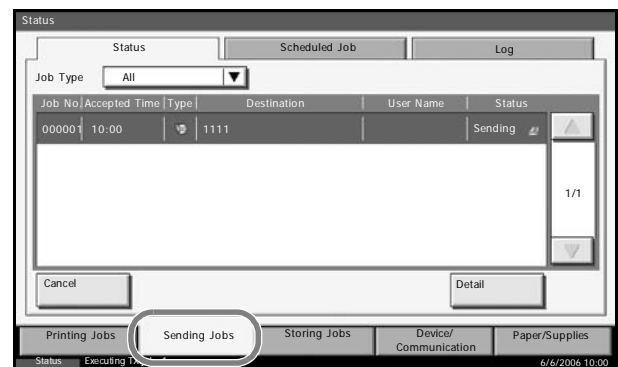 Status
Status Scheduled Job Log
Job Type All
Job No. Accepted Time Type Destination User Name Status
000001 10:00 1111 Sending
1/1
Cancel Detail
Printing Jobs Sending Jobs Storing Jobs Device/ Communication Paper/Supplies
Status Executing 6/6/2006 10:00